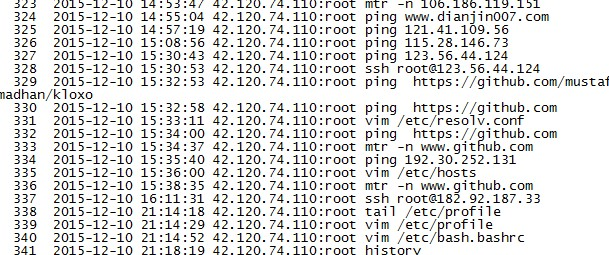 323  2015-12-10 14:53:47 42.120.74.110:root mtr -n 106.186.119.151
324  2015-12-10 14:55:04 42.120.74.110:root ping www.dianjin007.com
325  2015-12-10 14:57:19 42.120.74.110:root ping 121.41.109.56
326  2015-12-10 15:08:56 42.120.74.110:root ping 115.28.146.73
327  2015-12-10 15:30:43 42.120.74.110:root ping 123.56.44.124
328  2015-12-10 15:30:53 42.120.74.110:root ssh root@123.56.44.124
329  2015-12-10 15:32:53 42.120.74.110:root ping  https://github.com/mustaf
madhan/kloxo
330  2015-12-10 15:32:58 42.120.74.110:root ping  https://github.com
331  2015-12-10 15:33:11 42.120.74.110:root vim /etc/resolv.conf
332  2015-12-10 15:34:00 42.120.74.110:root ping  https://github.com
333  2015-12-10 15:34:37 42.120.74.110:root mtr -n www.github.com
334  2015-12-10 15:35:40 42.120.74.110:root ping 192.30.252.131
335  2015-12-10 15:36:00 42.120.74.110:root vim /etc/hosts
336  2015-12-10 15:38:35 42.120.74.110:root mtr -n www.github.com
337  2015-12-10 16:11:31 42.120.74.110:root ssh root@182.92.187.33
338  2015-12-10 21:14:18 42.120.74.110:root tail /etc/profile
339  2015-12-10 21:14:29 42.120.74.110:root vim /etc/profile
340  2015-12-10 21:14:52 42.120.74.110:root vim /etc/bash.bashrc
341  2015-12-10 21:18:19 42.120.74.110:root history